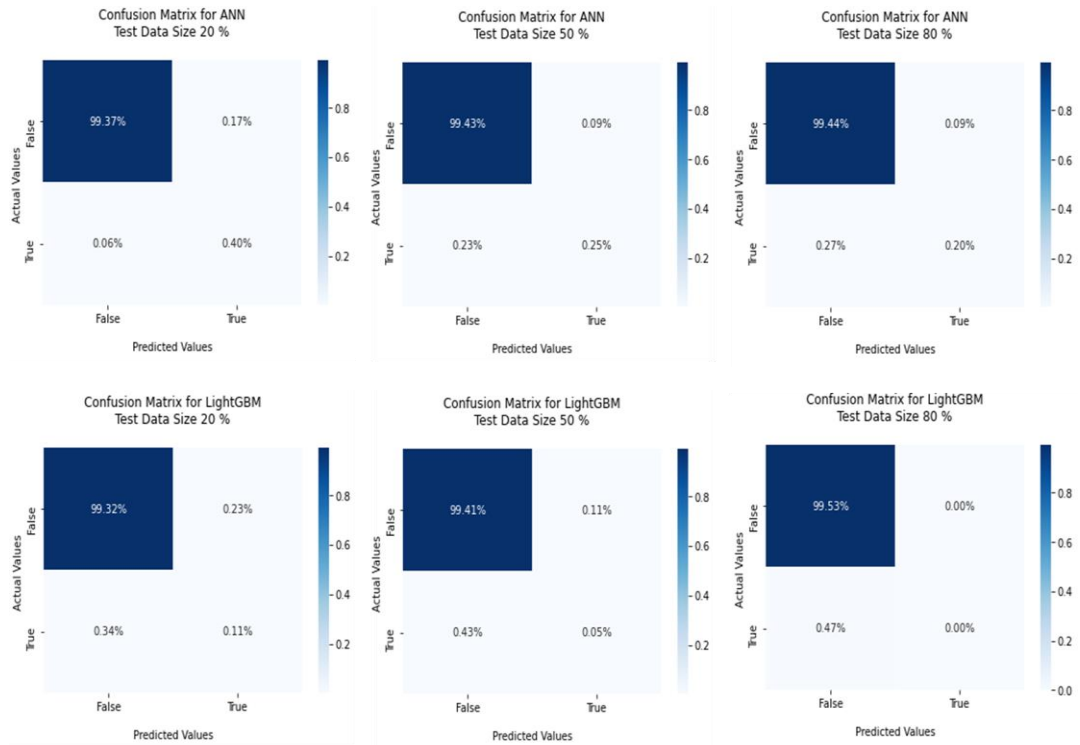 Confusion Matrix for ANN
Test Data Size 20 %
Actual Values
False
True
99.37%
0.17%
0.06%
0.40%
0.8
0.6
0.4
0.2
False
True
Predicted Values
Confusion Matrix for ANN
Test Data Size 50 %
Actual Values
False
True
99.43%
0.09%
0.23%
0.25%
0.8
0.6
0.4
0.2
False
True
Predicted Values
Confusion Matrix for ANN
Test Data Size 80 %
Actual Values
False
True
99.44%
0.09%
0.27%
0.20%
0.8
0.6
0.4
0.2
False
True
Predicted Values
Confusion Matrix for LightGBM
Test Data Size 20 %
Actual Values
False
True
99.32%
0.23%
0.34%
0.11%
0.8
0.6
0.4
0.2
False
True
Predicted Values
Confusion Matrix for LightGBM
Test Data Size 50 %
Actual Values
False
True
99.41%
0.11%
0.43%
0.05%
0.8
0.6
0.4
0.2
False
True
Predicted Values
Confusion Matrix for LightGBM
Test Data Size 80 %
Actual Values
False
True
99.53%
0.00%
0.47%
0.00%
0.8
0.6
0.4
0.2
0.0
False
True
Predicted Values